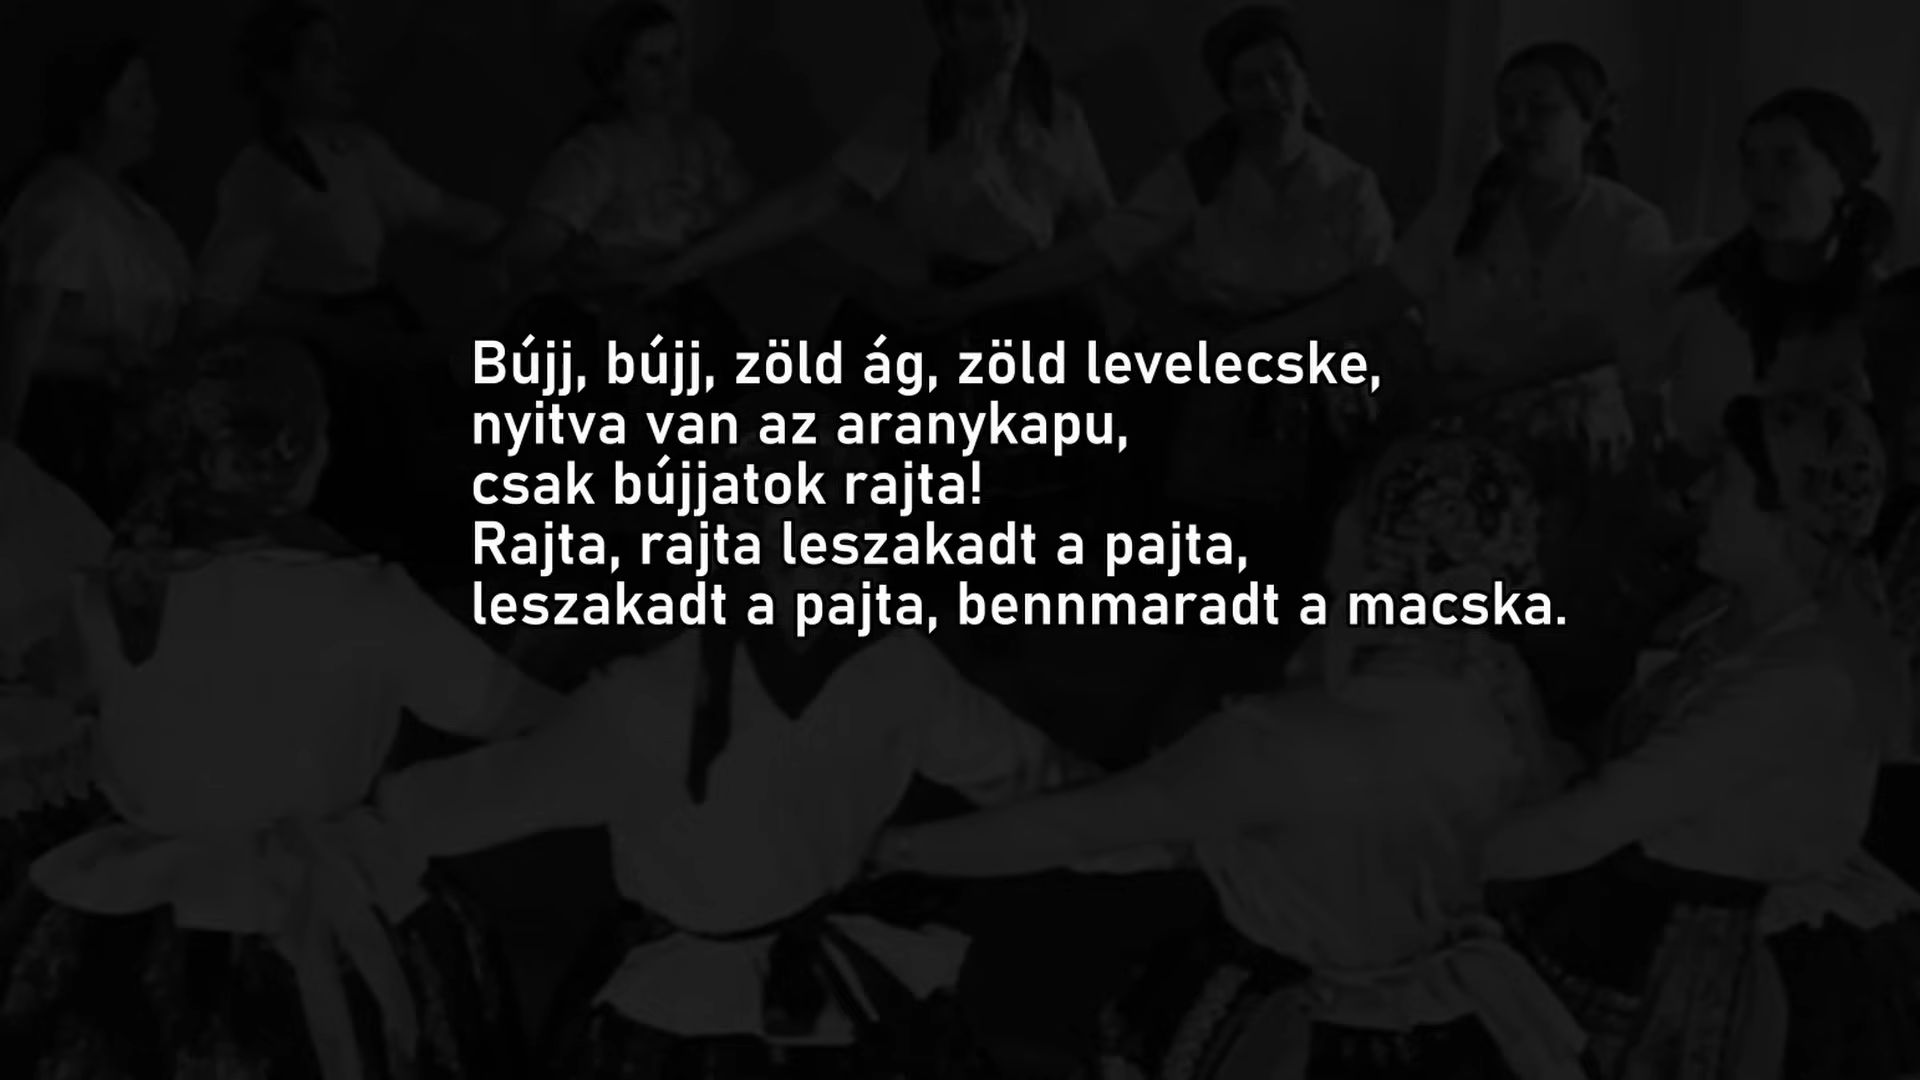 Bújj, bújj, zöld ág, zöld levelecske,
nyitva van az aranykapu,
csak bújjatok rajta!
Rajta, rajta leszakadt a pajta,
leszakadt a pajta, bennmaradt a macska.